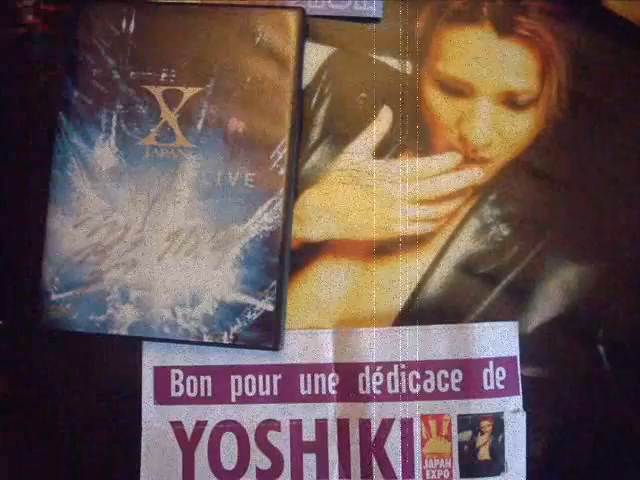 X
JAPAN
LIVE
Bon pour une dédicace de
YOSHIKI
JAPAN
EXPO